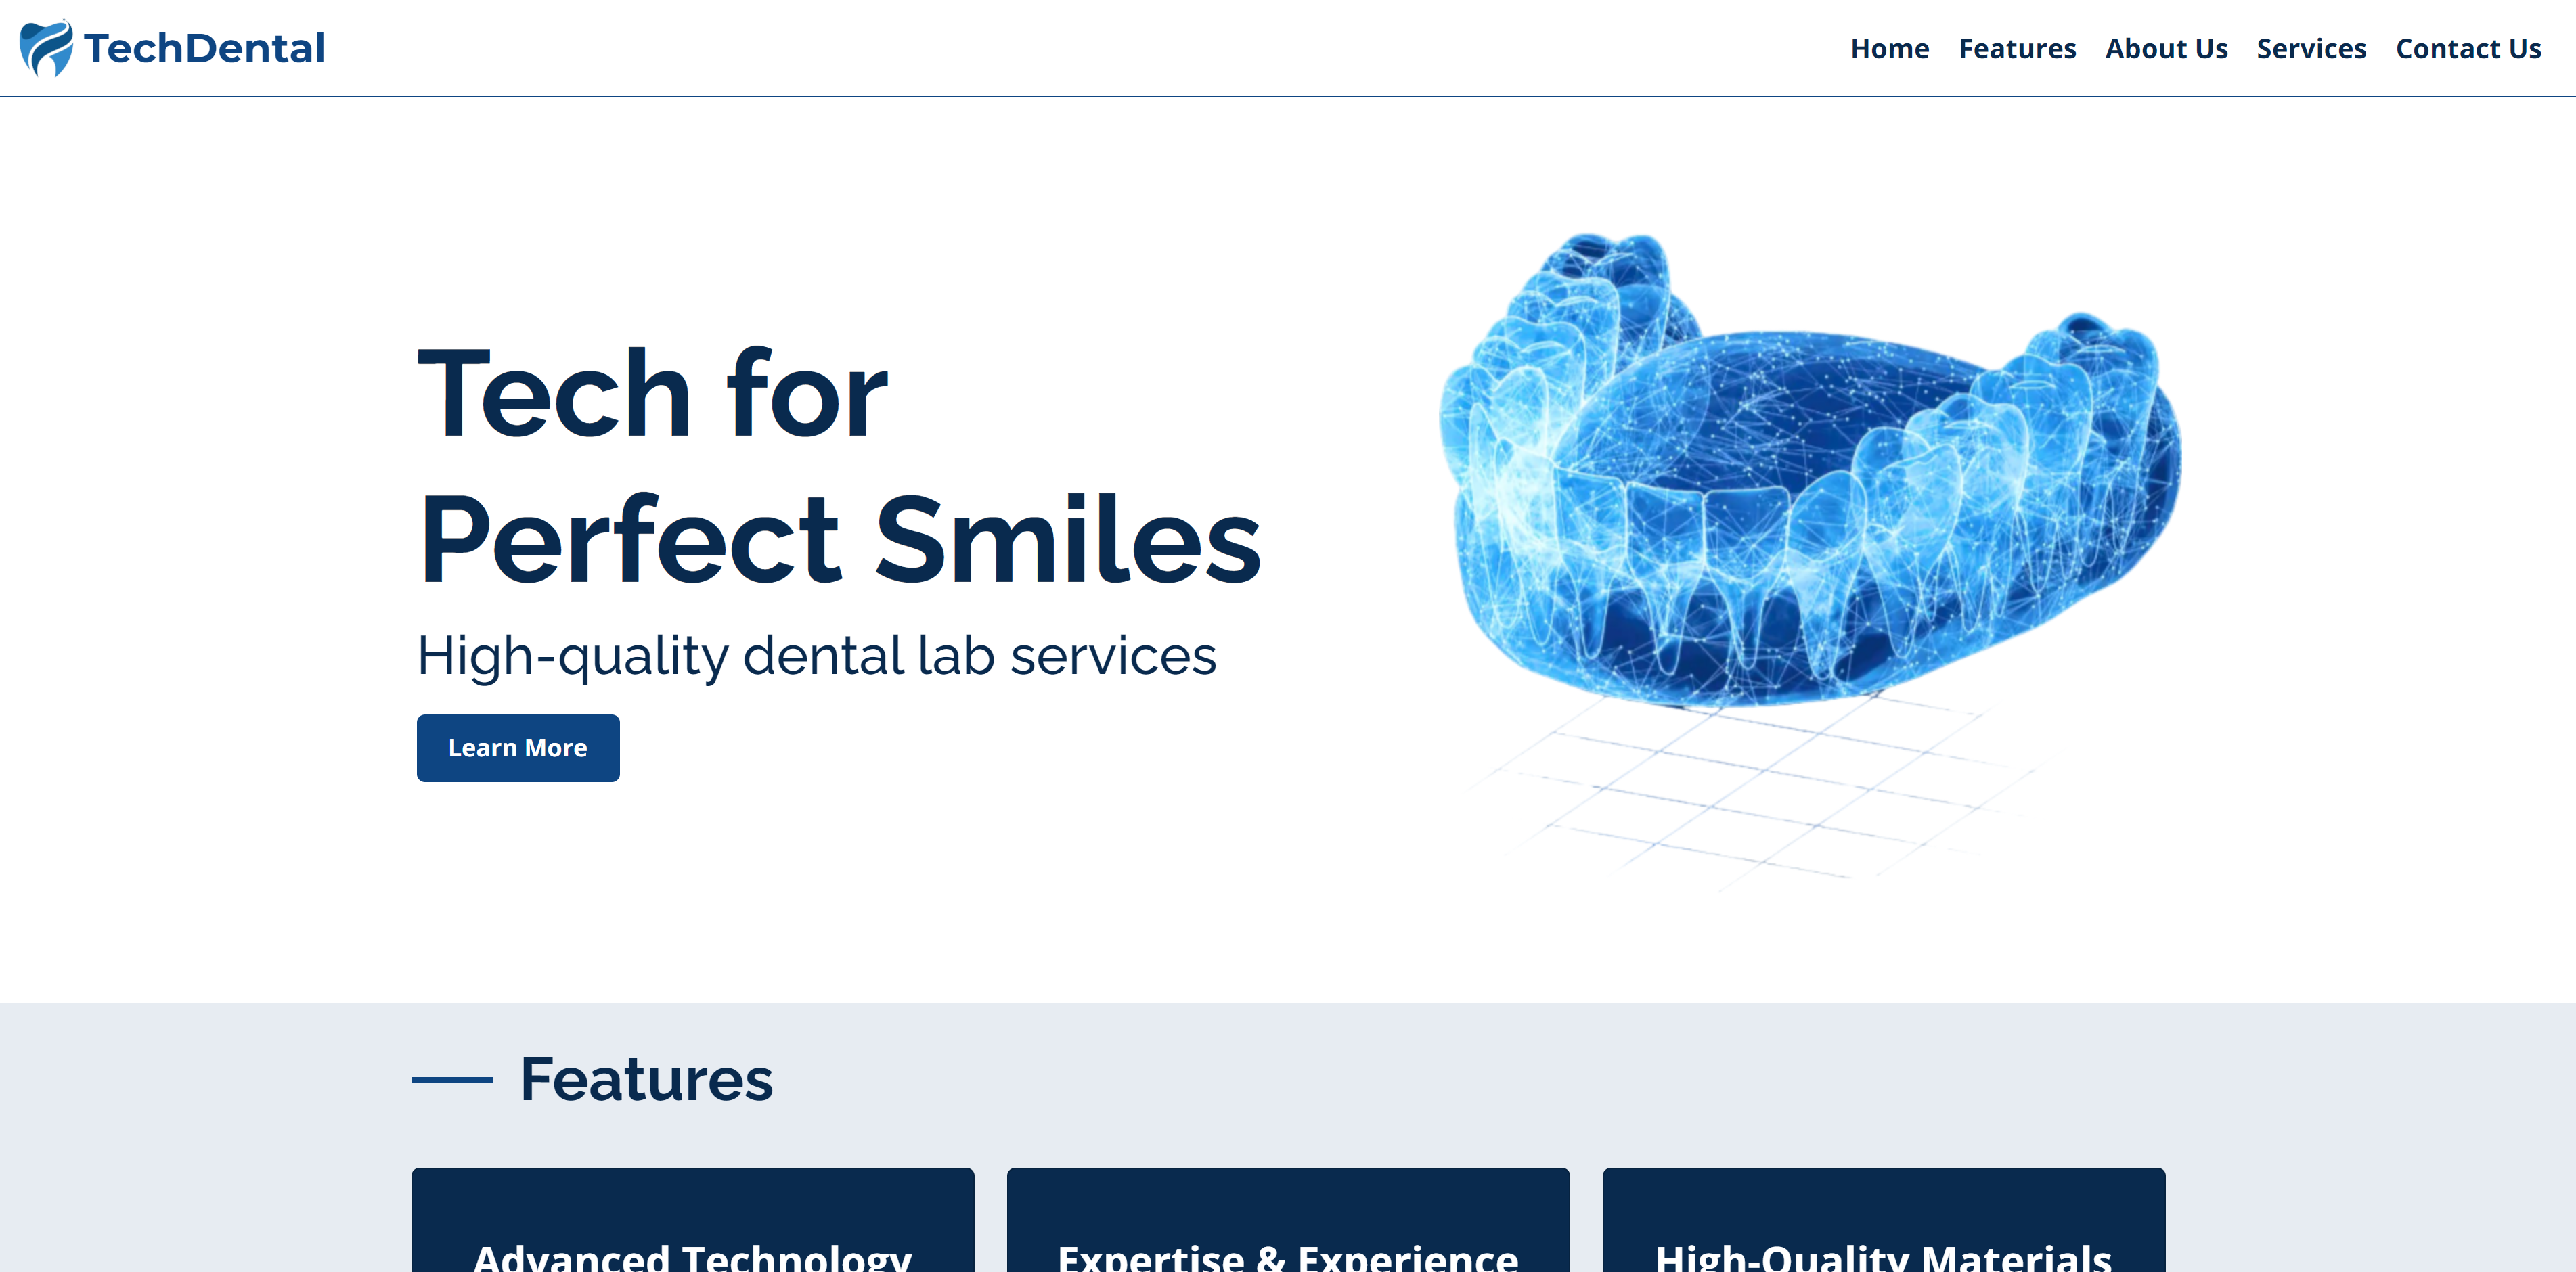 TechDental
Home Features About Us Services Contact Us
Tech for
Perfect Smiles
High-quality dental lab services
Learn More
Features
Advanced Technology
Expertise & Experience
High-Quality Materials